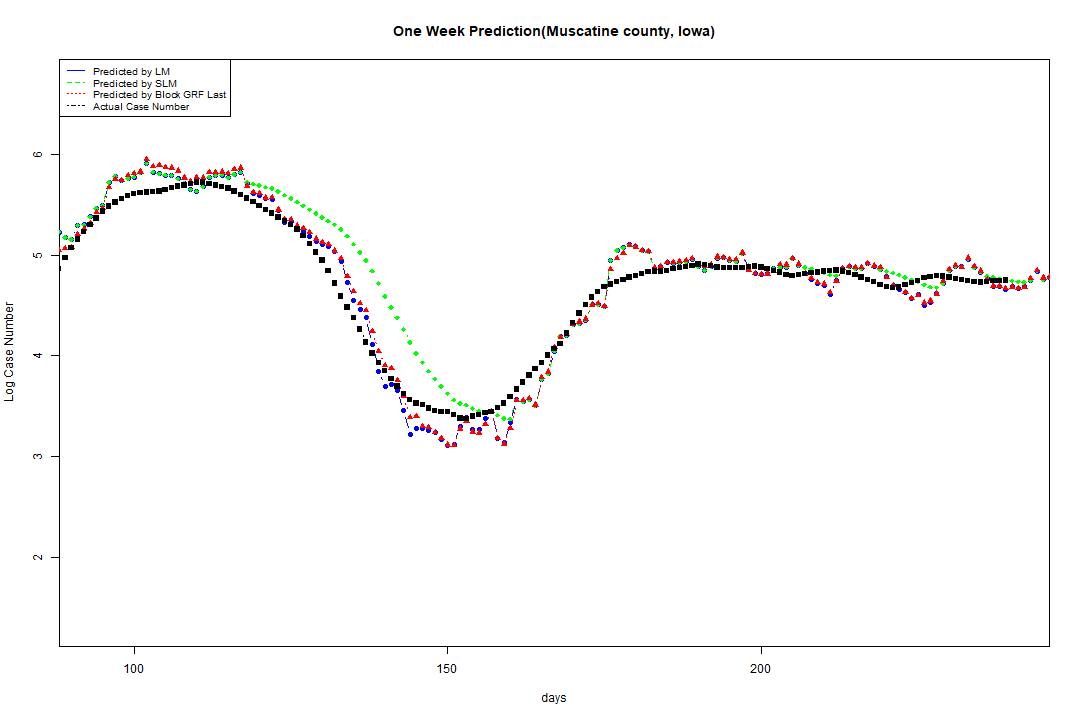 One Week Prediction(Muscatine county, Iowa)
Predicted by LM
Predicted by SLM
Predicted by Block GRF Last
Actual Case Number
6
5
4
3
2
Log Case Number
100 150 200
days